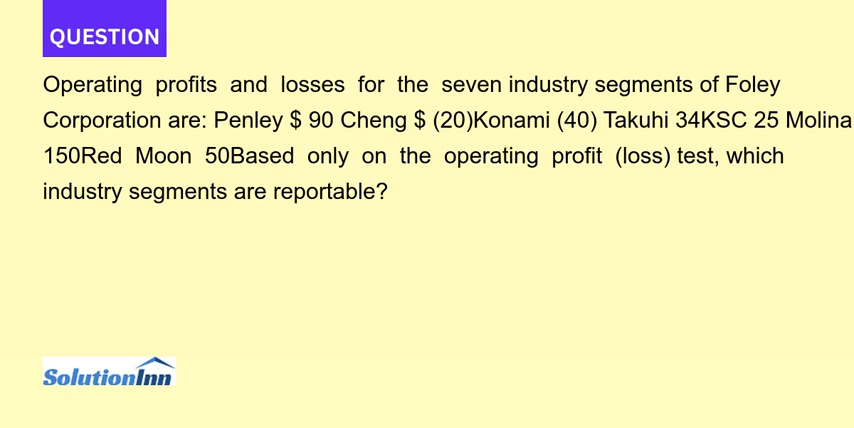 QUESTION
Operating profits and losses for the seven industry segments of Foley
Corporation are: Penley $ 90 Cheng $ (20)Konami (40) Takuhi 34KSC 25 Molina
150Red Moon 50Based only on the operating profit (loss) test, which
industry segments are reportable?
SolutionInn